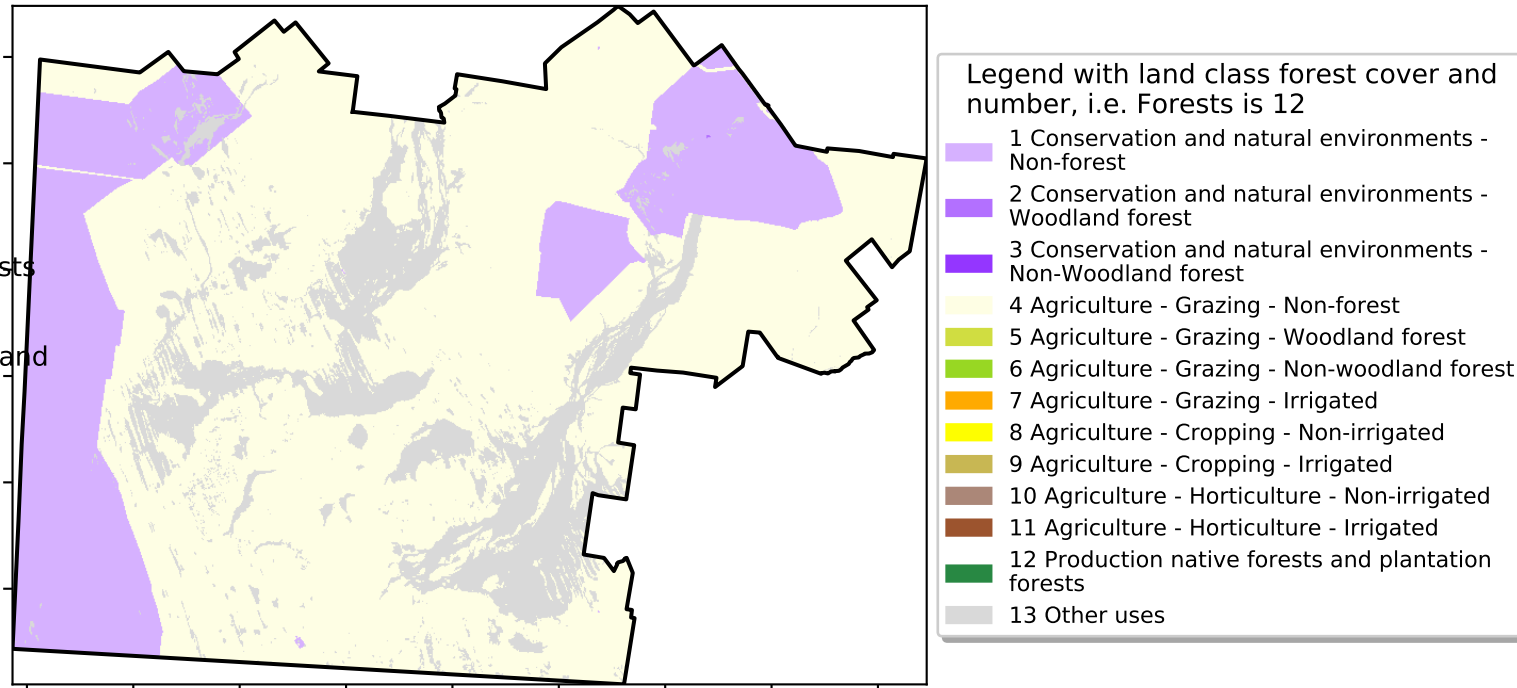 sts
and
Legend with land class forest cover and
number, i.e. Forests is 12
1 Conservation and natural environments -
Non-forest
2 Conservation and natural environments -
Woodland forest
3 Conservation and natural environments -
Non-Woodland forest
4 Agriculture - Grazing - Non-forest
5 Agriculture - Grazing - Woodland forest
6 Agriculture - Grazing - Non-woodland forest
7 Agriculture - Grazing - Irrigated
8 Agriculture - Cropping - Non-irrigated
9 Agriculture - Cropping - Irrigated
10 Agriculture - Horticulture - Non-irrigated
11 Agriculture - Horticulture - Irrigated
12 Production native forests and plantation
forests
13 Other uses